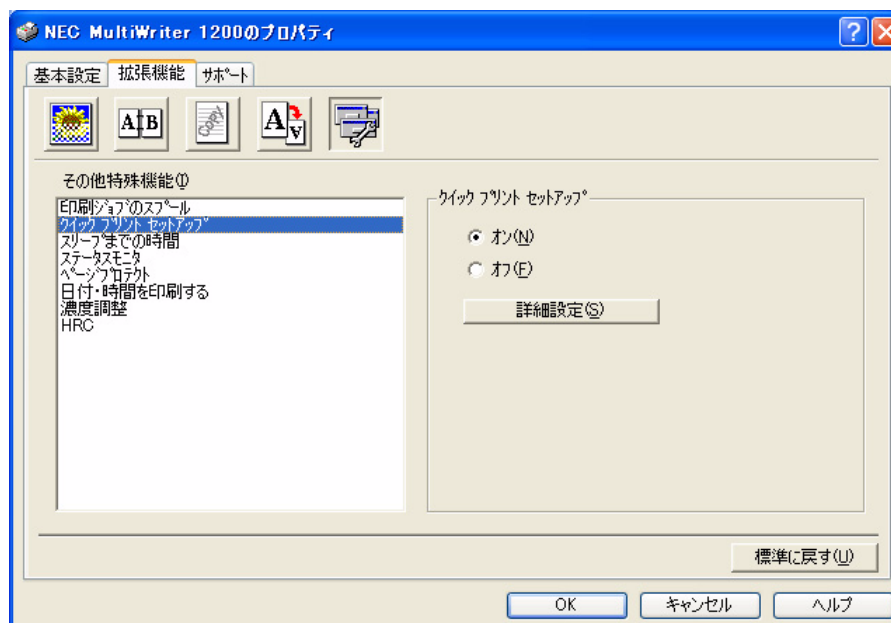 NEC MultiWriter 1200のプロパティ
基本設定 拡張機能 サポート
A B
COPY
A A
その他特殊機能(I)
印刷ジョブのスプール
クイック プリント セットアップ
スリープまでの時間
ステータスモニタ
ページプロテクト
日付・時間を印刷する
濃度調整
HRC
クイック プリント セットアップ
オン(N)
オフ(F)
詳細設定(S)
標準に戻す(U)
OK キャンセル ヘルプ